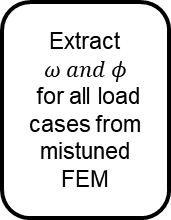 Extract
ω and ϕ
for all load
cases from
mistuned
FEM